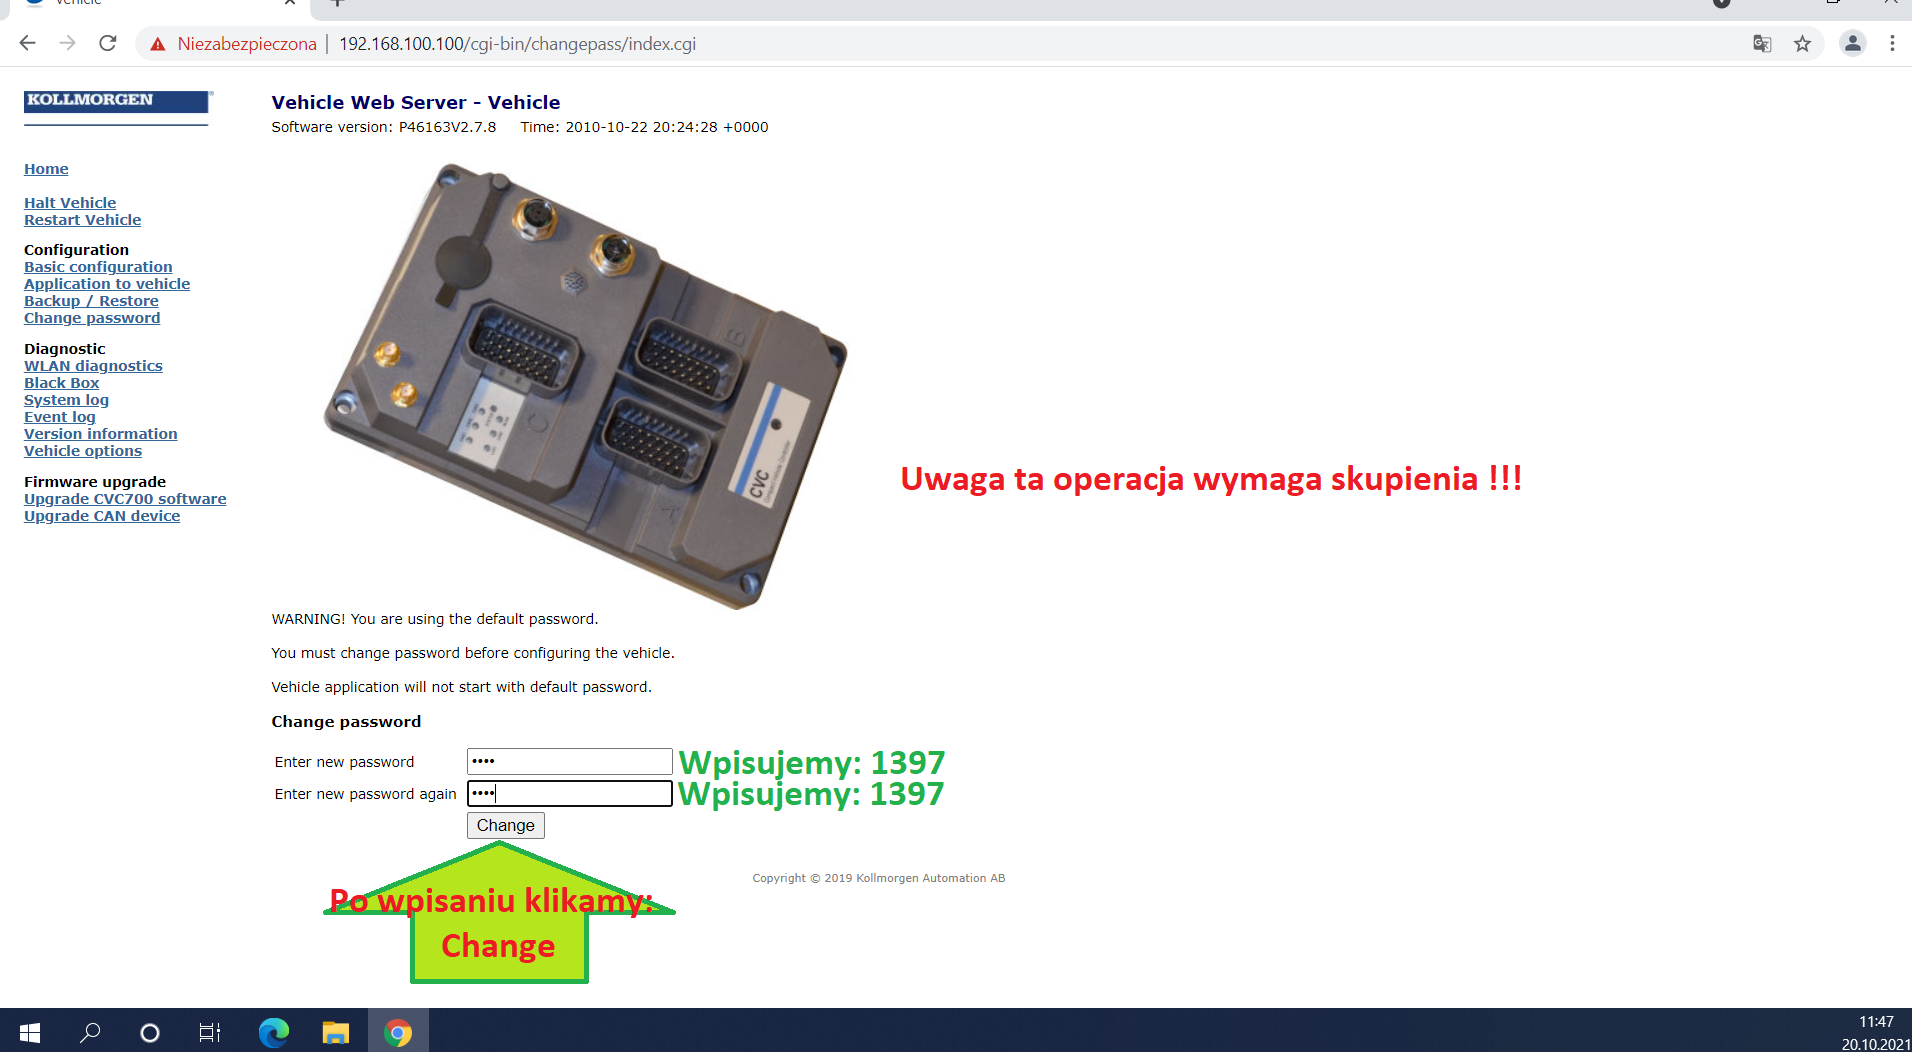 Vehicle
Niezabezpieczona | 192.168.100.100/cgi-bin/changepass/index.cgi
KOLLMORGEN®
Vehicle Web Server - Vehicle
Software version: P46163V2.7.8 Time: 2010-10-22 20:24:28 +0000
Home
Halt Vehicle
Restart Vehicle
Configuration
Basic configuration
Application to vehicle
Backup / Restore
Change password
Diagnostic
WLAN diagnostics
Black Box
System log
Event log
Version information
Vehicle options
Firmware upgrade
Upgrade CVC700 software
Upgrade CAN device
B
C
A
CVC
Uwaga ta operacja wymaga skupienia !!!
WARNING! You are using the default password.
You must change password before configuring the vehicle.
Vehicle application will not start with default password.
Change password
Enter new password •••• Wpisujemy: 1397
Enter new password again •••• Wpisujemy: 1397
Change
Po wpisaniu klikamy:
Change
Copyright © 2019 Kollmorgen Automation AB
11:47
20.10.2021